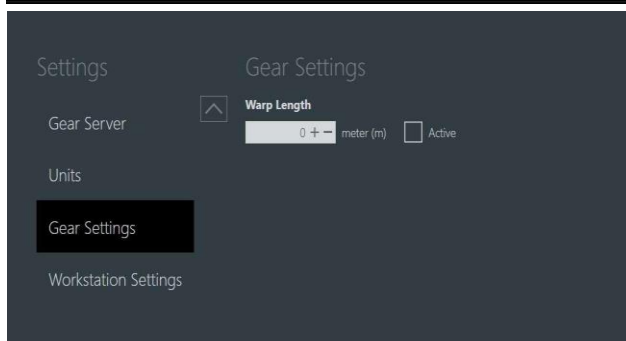 Settings
Gear Server
Units
Gear Settings
Workstation Settings
Gear Settings
Warp Length
0 + − meter (m) Active